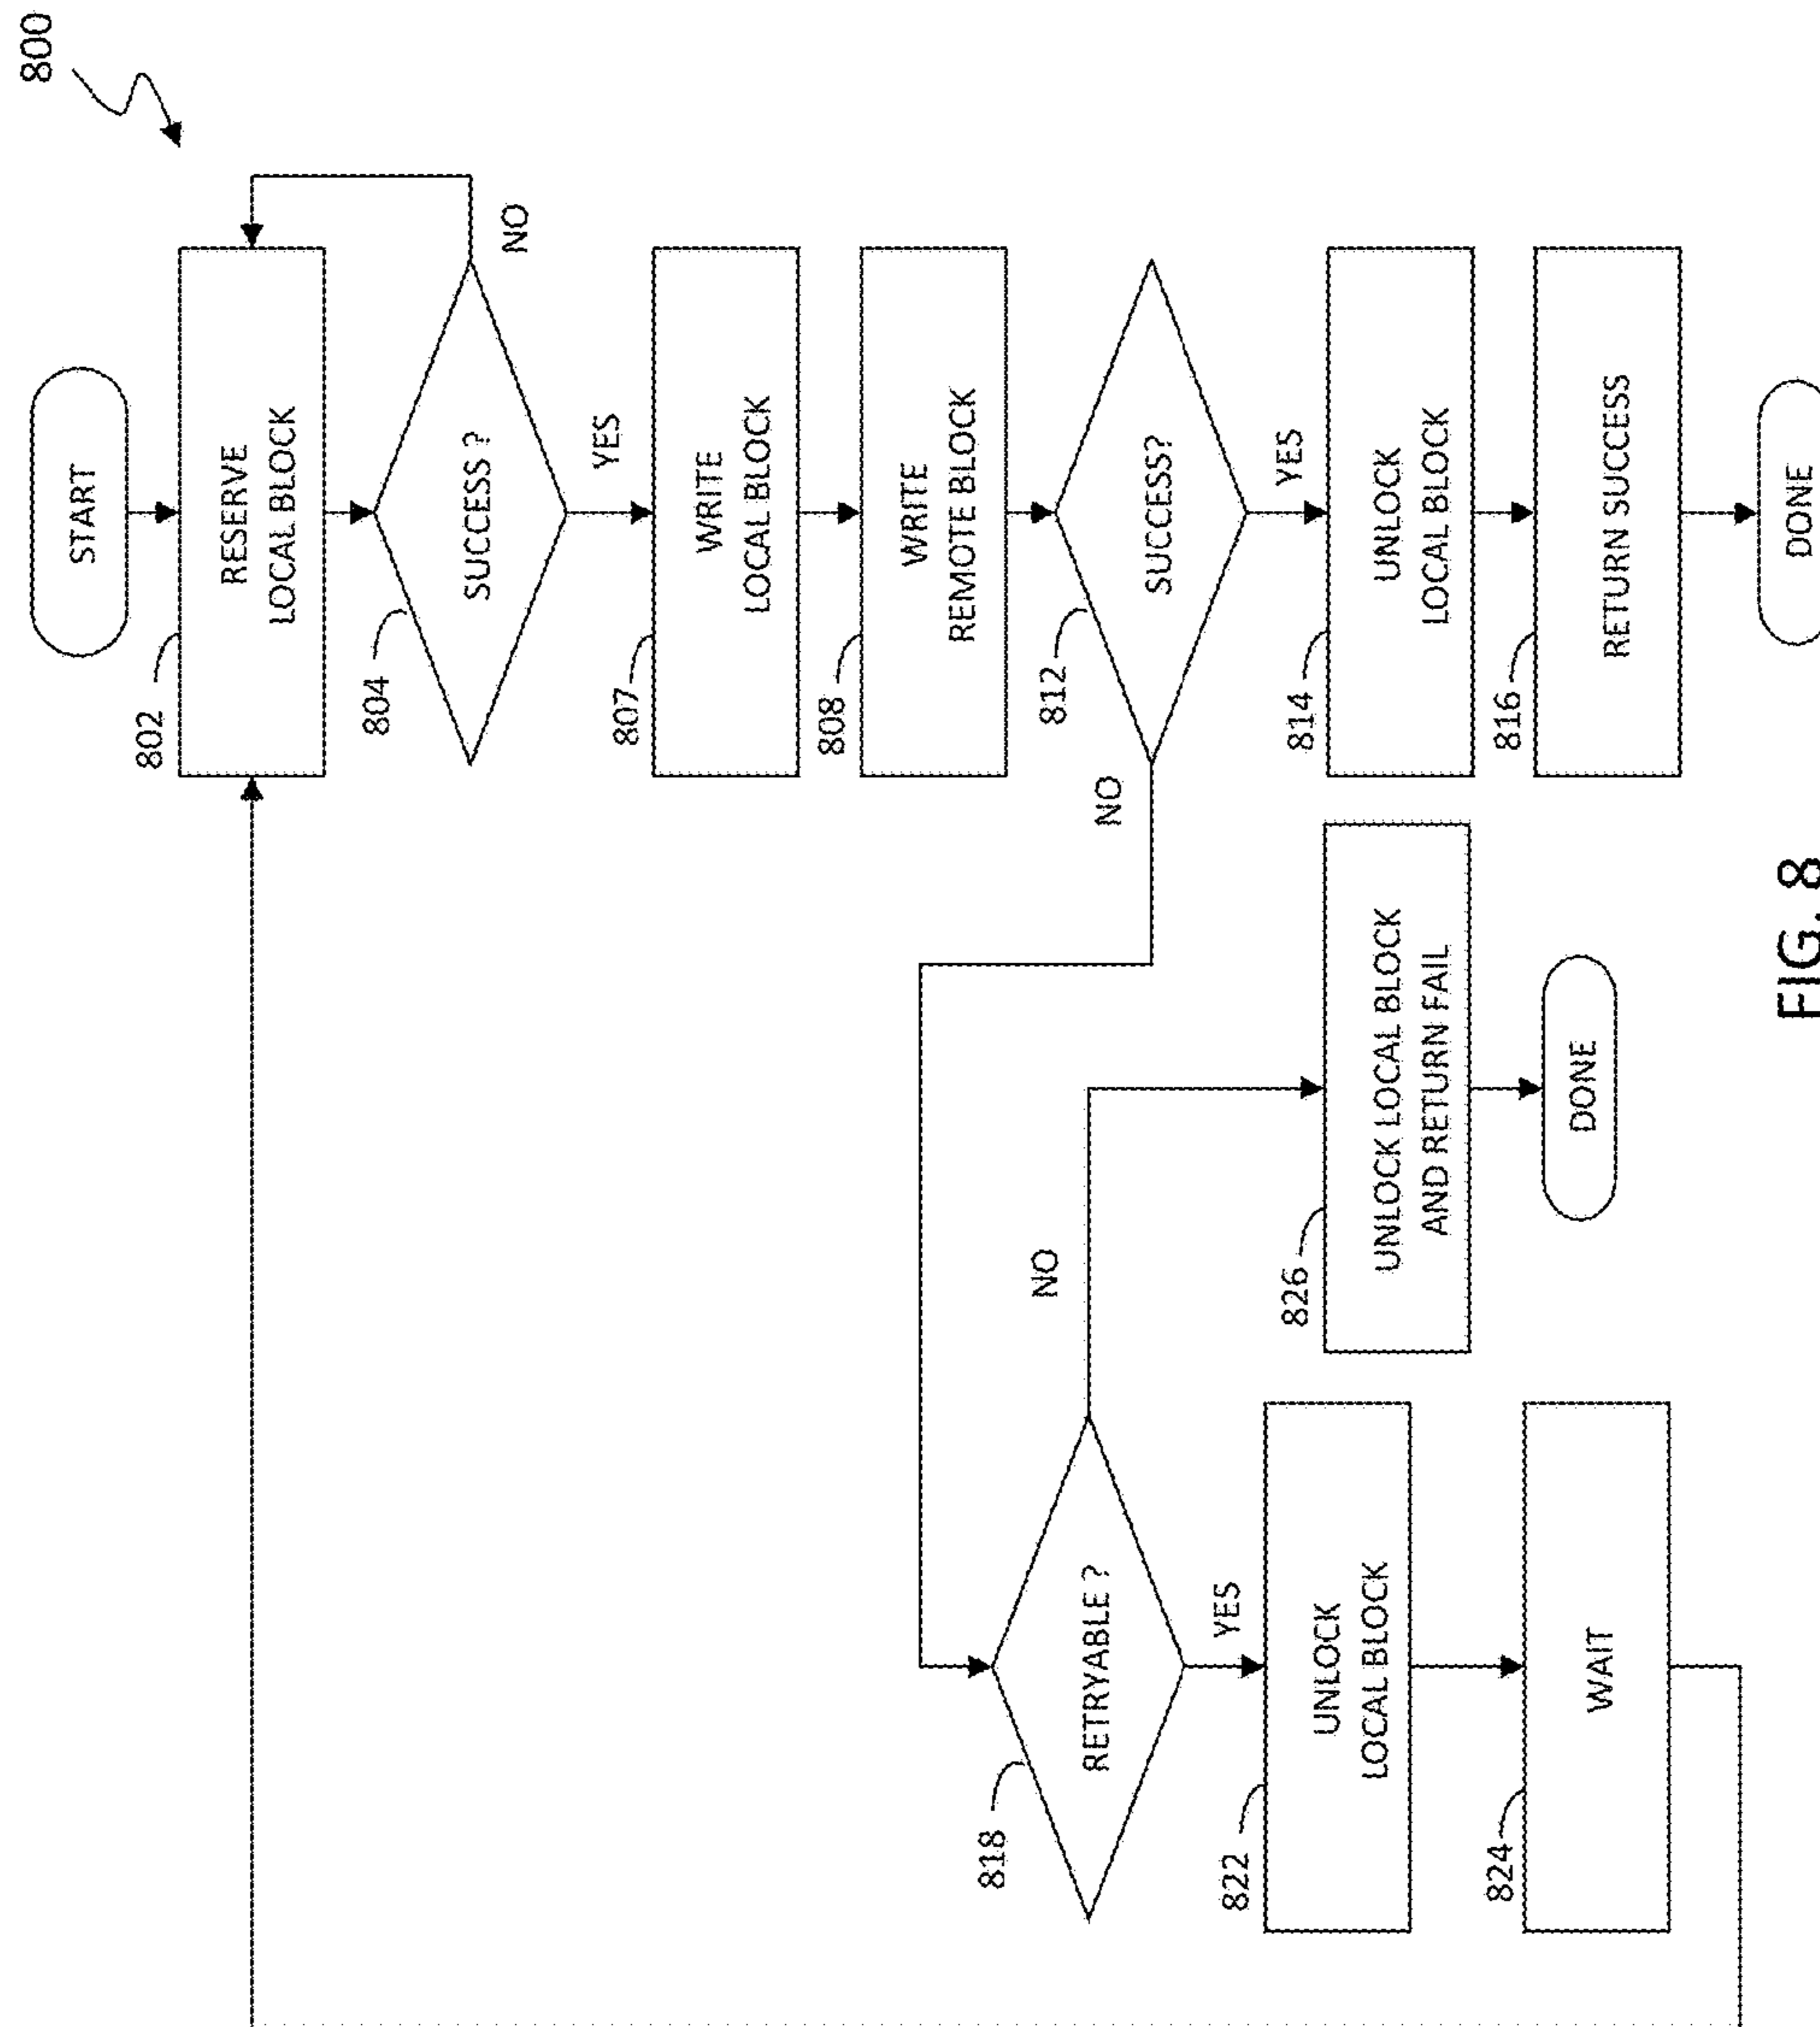 800
START
802
RESERVE
LOCAL BLOCK
804
SUCCESS ?
NO
YES
807
WRITE
LOCAL BLOCK
808
WRITE
REMOTE BLOCK
812
SUCCESS?
NO
YES
814
UNLOCK
LOCAL BLOCK
816
RETURN SUCCESS
DONE
818
RETRYABLE ?
NO
YES
822
UNLOCK
LOCAL BLOCK
824
WAIT
826
UNLOCK LOCAL BLOCK
AND RETURN FAIL
DONE
FIG. 8